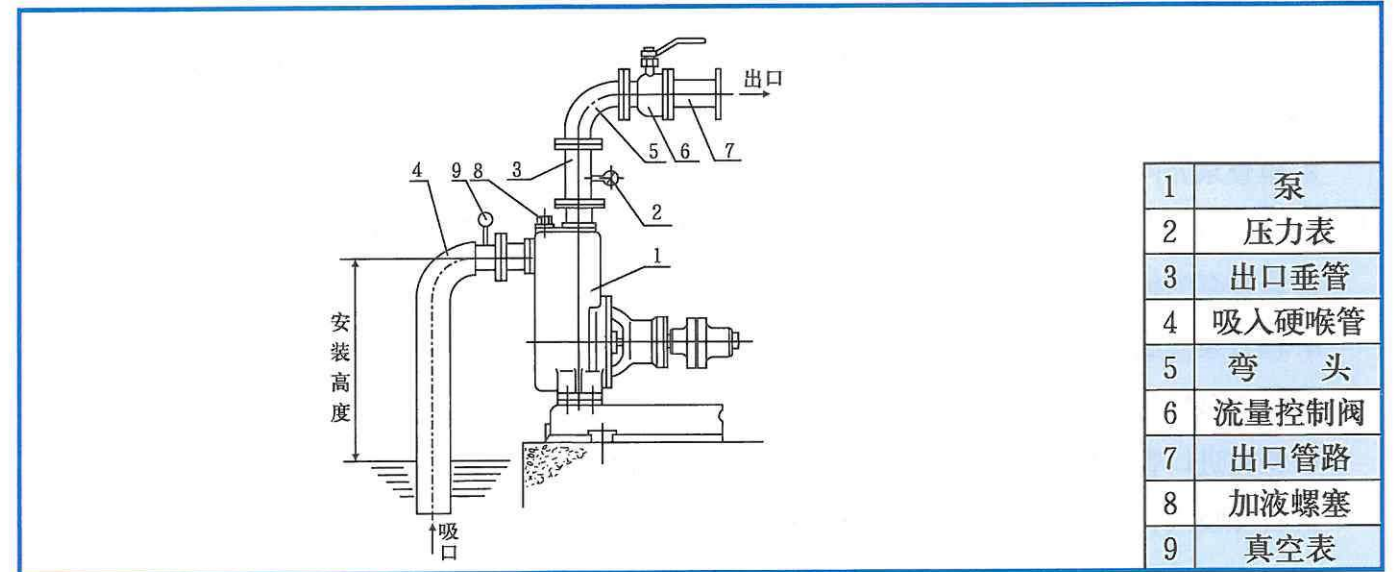 出口
5 6 7
4 9 8 3
2
1
安装高度
吸口
1 泵
2 压力表
3 出口垂管
4 吸入硬喉管
5 弯 头
6 流量控制阀
7 出口管路
8 加液螺塞
9 真空表